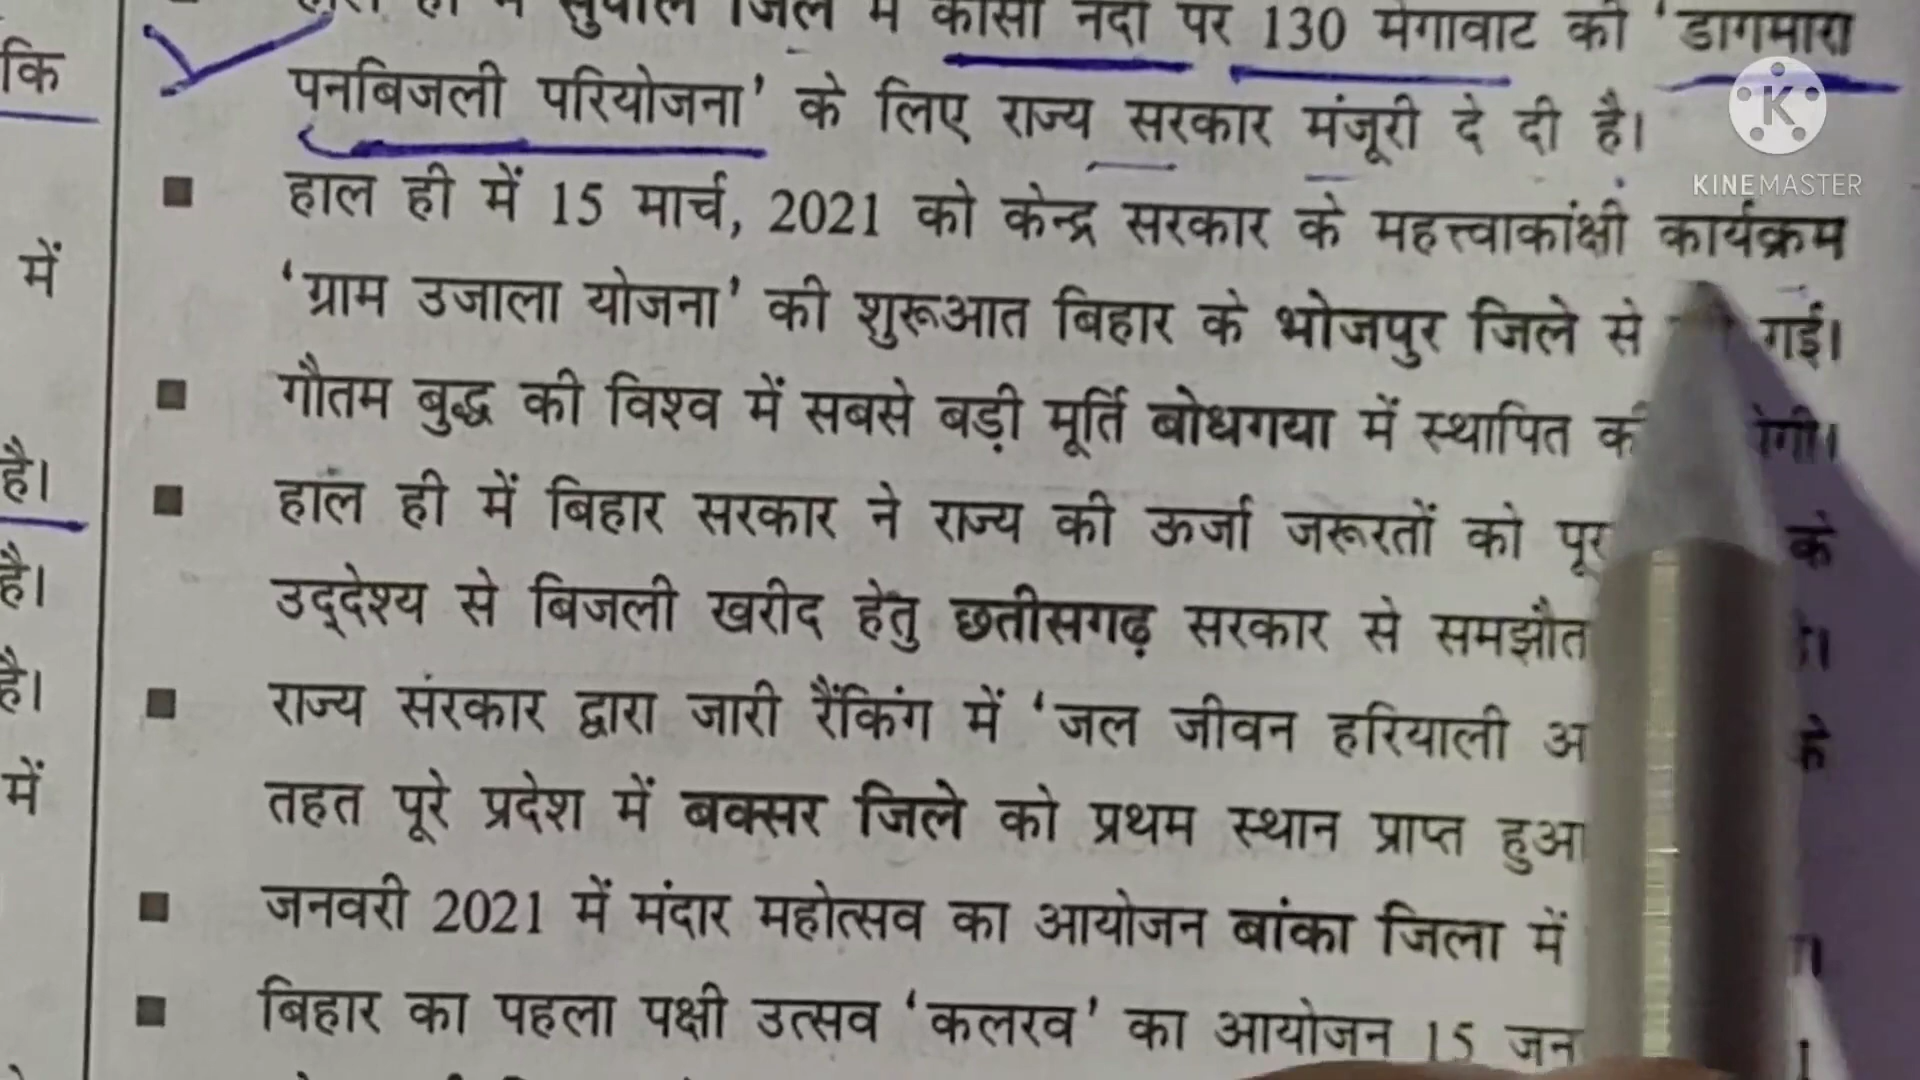 कि
में
है।
है।
है।
में
हाल ही में सुपौल जिले में कोसी नदी पर 130 मेगावाट की 'डागमारा
पनबिजली परियोजना' के लिए राज्य सरकार मंजूरी दे दी है।
■ हाल ही में 15 मार्च, 2021 को केन्द्र सरकार के महत्त्वाकांक्षी कार्यक्रम
'ग्राम उजाला योजना' की शुरूआत बिहार के भोजपुर जिले से गई।
■ गौतम बुद्ध की विश्व में सबसे बड़ी मूर्ति बोधगया में स्थापित की
■ हाल ही में बिहार सरकार ने राज्य की ऊर्जा जरूरतों को के
उद्‌देश्य से बिजली खरीद हेतु छतीसगढ़ सरकार से
■ राज्य सरकार द्वारा जारी रैंकिंग में 'जल जीवन हरियाली के
तहत पूरे प्रदेश में बक्सर जिले को प्रथम स्थान प्राप्त हुआ
■ जनवरी 2021 में मंदार महोत्सव का आयोजन बांका जिला में
■ बिहार का पहला पक्षी उत्सव 'कलरव' का आयोजन 15
K
KINEMASTER